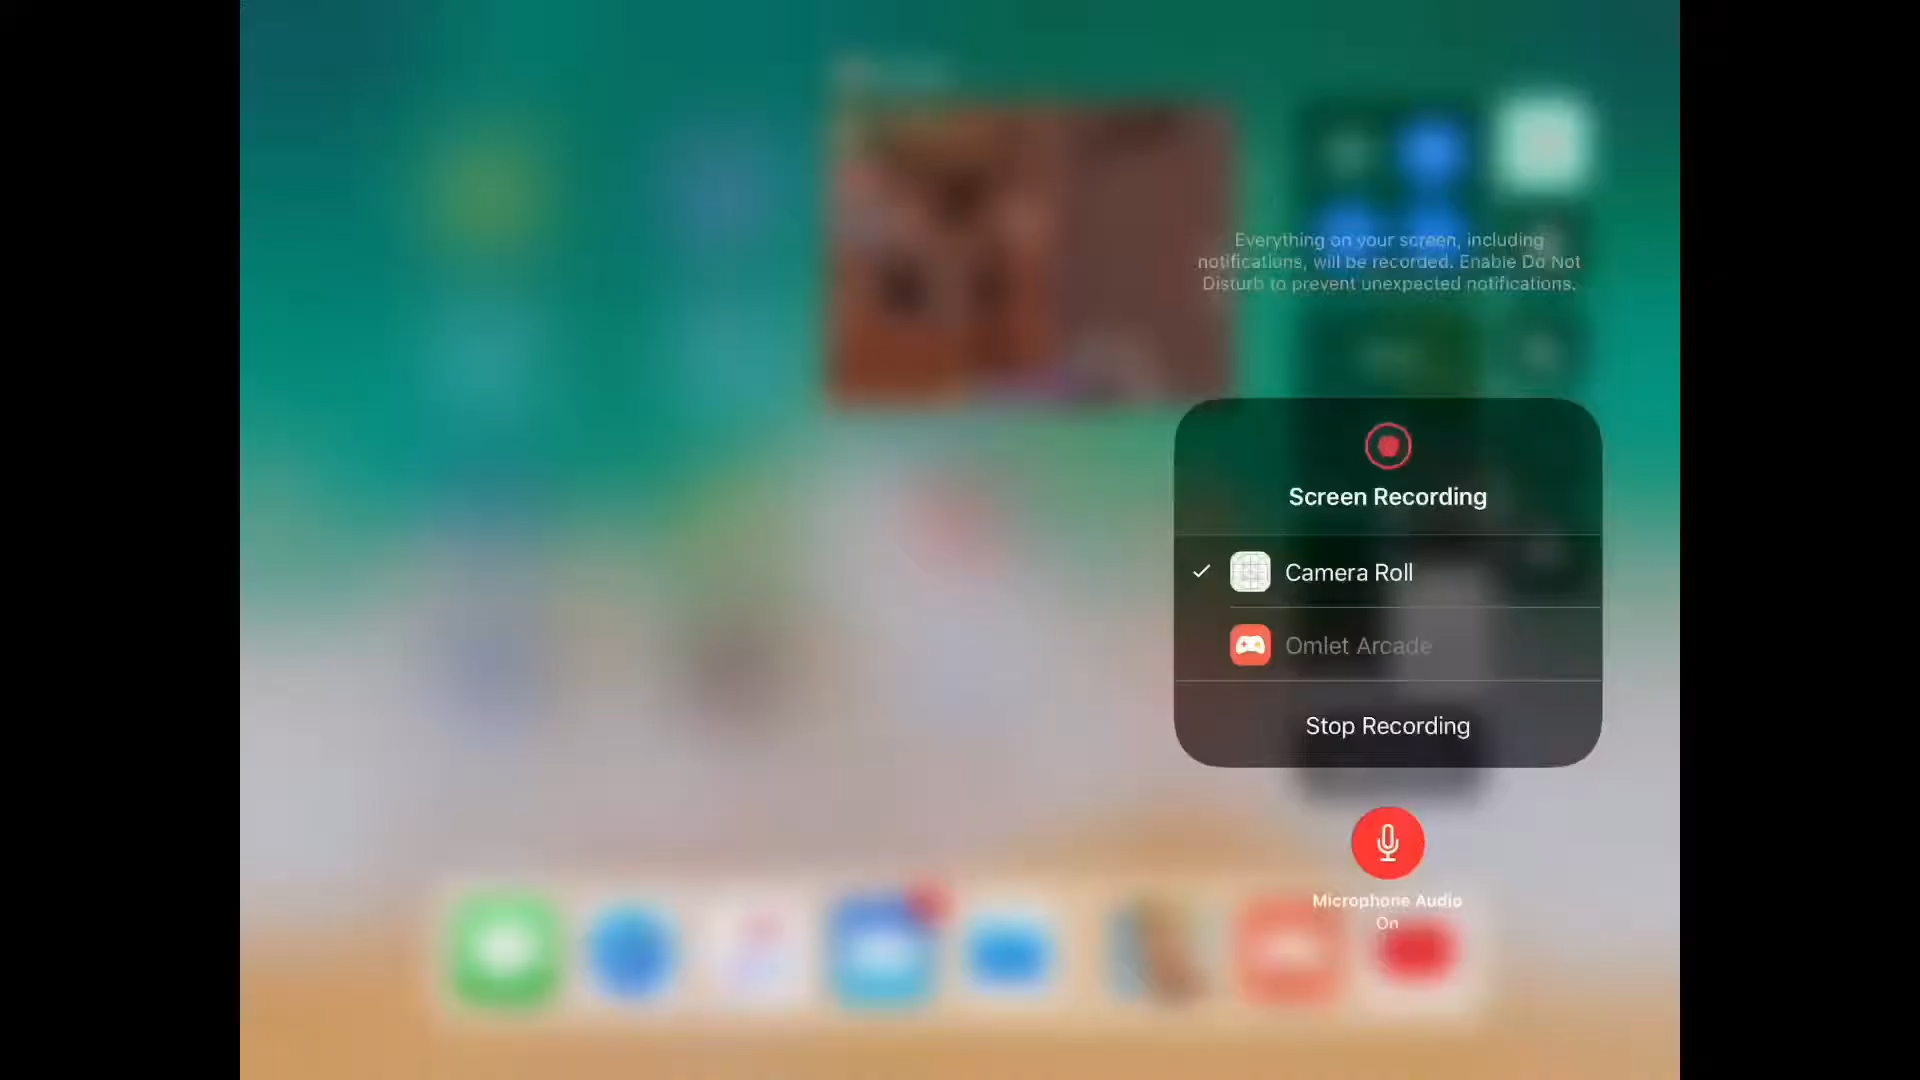 Everything on your screen, including
notifications, will be recorded. Enable Do Not
Disturb to prevent unexpected notifications.
Screen Recording
Camera Roll
Omlet Arcade
Stop Recording
Microphone Audio
On